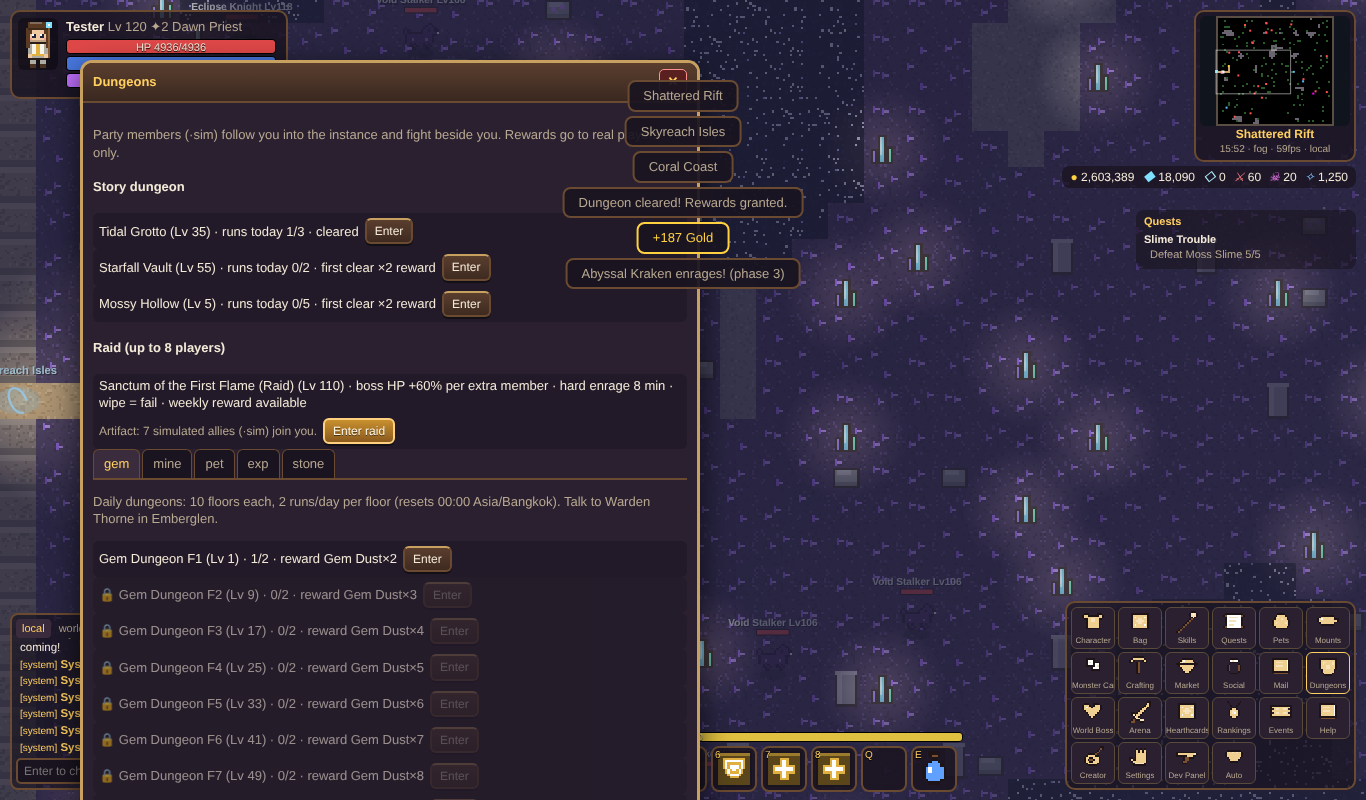 Eclipse Knight Lv118
Void Stalker Lv106
Tester Lv 120 ✦2 Dawn Priest
HP 4936/4936
Dungeons
Party members (·sim) follow you into the instance and fight beside you. Rewards go to real
only.
Story dungeon
Tidal Grotto (Lv 35) · runs today 1/3 · cleared Enter
Starfall Vault (Lv 55) · runs today 0/2 · first clear ×2 reward Enter
Mossy Hollow (Lv 5) · runs today 0/5 · first clear ×2 reward Enter
Raid (up to 8 players)
Sanctum of the First Flame (Raid) (Lv 110) · boss HP +60% per extra member · hard enrage 8 min ·
wipe = fail · weekly reward available
Artifact: 7 simulated allies (·sim) join you. Enter raid
gem mine pet exp stone
Daily dungeons: 10 floors each, 2 runs/day per floor (resets 00:00 Asia/Bangkok). Talk to Warden
Thorne in Emberglen.
Gem Dungeon F1 (Lv 1) · 1/2 · reward Gem Dust×2 Enter
🔒 Gem Dungeon F2 (Lv 9) · 0/2 · reward Gem Dust×3 Enter
🔒 Gem Dungeon F3 (Lv 17) · 0/2 · reward Gem Dust×4 Enter
🔒 Gem Dungeon F4 (Lv 25) · 0/2 · reward Gem Dust×5 Enter
🔒 Gem Dungeon F5 (Lv 33) · 0/2 · reward Gem Dust×6 Enter
🔒 Gem Dungeon F6 (Lv 41) · 0/2 · reward Gem Dust×7 Enter
🔒 Gem Dungeon F7 (Lv 49) · 0/2 · reward Gem Dust×8 Enter
Shattered Rift
Skyreach Isles
Coral Coast
Dungeon cleared! Rewards granted.
+187 Gold
Abyssal Kraken enrages! (phase 3)
Shattered Rift
15:52 · fog · 59fps · local
2,603,389 18,090 0 60 20 1,250
Quests
Slime Trouble
Defeat Moss Slime 5/5
reach Isles
Void Stalker Lv106
Void Stalker Lv106
local
coming!
[system] Sys
[system] Sys
[system] Sys
[system] Sys
[system] Sys
[system] Sys
Enter to ch
6 7 8 Q E
Character Bag Skills Quests Pets Mounts
Monster Ca Crafting Market Social Mail Dungeons
World Boss Arena Hearthcards Rankings Events Help
Creator Settings Dev Panel Auto